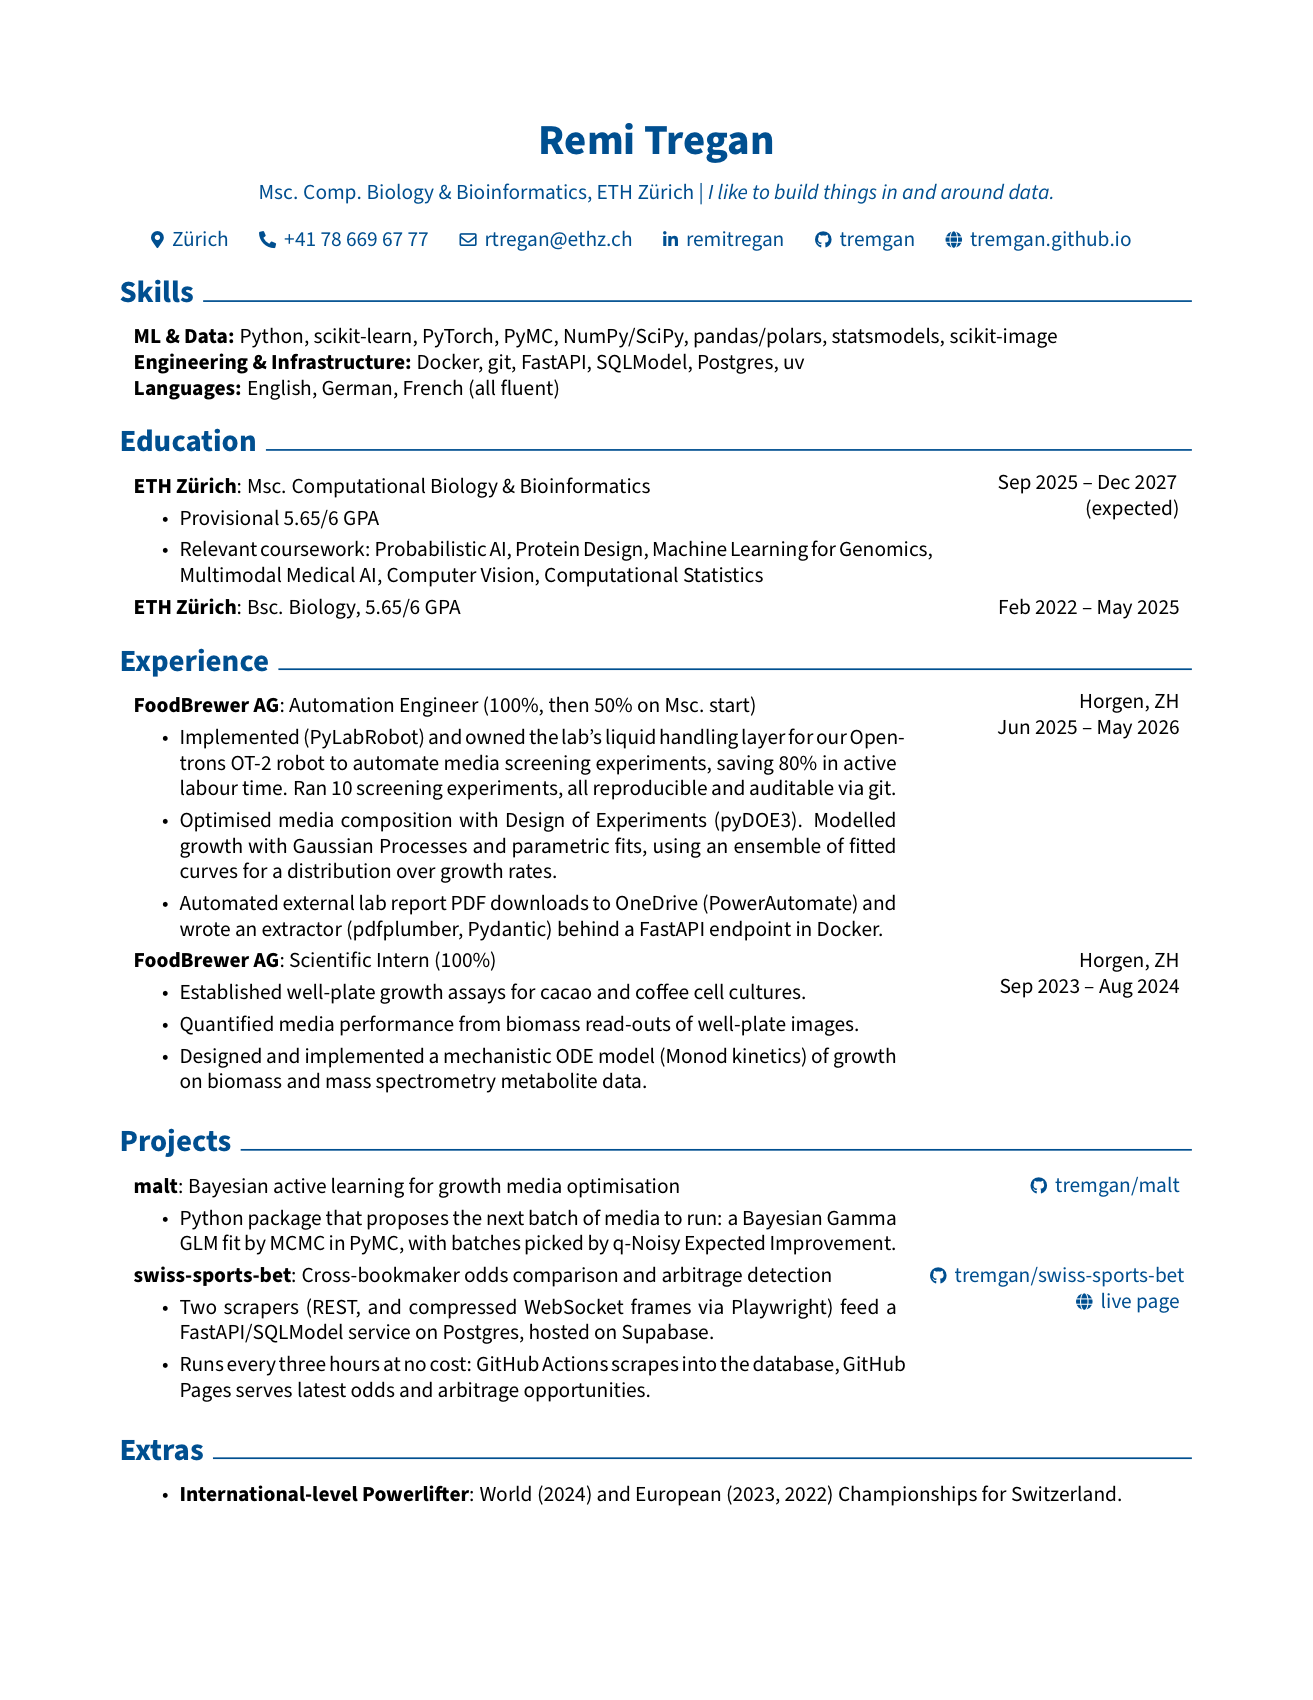 Remi Tregan
Msc. Comp. Biology & Bioinformatics, ETH Zürich | I like to build things in and around data.
Zürich +41 78 669 67 77 rtregan@ethz.ch remitregan tremgan tremgan.github.io
Skills
ML & Data: Python, scikit-learn, PyTorch, PyMC, NumPy/SciPy, pandas/polars, statsmodels, scikit-image
Engineering & Infrastructure: Docker, git, FastAPI, SQLModel, Postgres, uv
Languages: English, German, French (all fluent)
Education
ETH Zürich: Msc. Computational Biology & Bioinformatics
Sep 2025 – Dec 2027
(expected)
• Provisional 5.65/6 GPA
• Relevant coursework: Probabilistic AI, Protein Design, Machine Learning for Genomics,
Multimodal Medical AI, Computer Vision, Computational Statistics
ETH Zürich: Bsc. Biology, 5.65/6 GPA
Feb 2022 – May 2025
Experience
FoodBrewer AG: Automation Engineer (100%, then 50% on Msc. start)
Horgen, ZH
Jun 2025 – May 2026
• Implemented (PyLabRobot) and owned the lab’s liquid handling layer for our Open-
trons OT-2 robot to automate media screening experiments, saving 80% in active
labour time. Ran 10 screening experiments, all reproducible and auditable via git.
• Optimised media composition with Design of Experiments (pyDOE3). Modelled
growth with Gaussian Processes and parametric fits, using an ensemble of fitted
curves for a distribution over growth rates.
• Automated external lab report PDF downloads to OneDrive (PowerAutomate) and
wrote an extractor (pdfplumber, Pydantic) behind a FastAPI endpoint in Docker.
FoodBrewer AG: Scientific Intern (100%)
Horgen, ZH
Sep 2023 – Aug 2024
• Established well-plate growth assays for cacao and coffee cell cultures.
• Quantified media performance from biomass read-outs of well-plate images.
• Designed and implemented a mechanistic ODE model (Monod kinetics) of growth
on biomass and mass spectrometry metabolite data.
Projects
malt: Bayesian active learning for growth media optimisation
tremgan/malt
• Python package that proposes the next batch of media to run: a Bayesian Gamma
GLM fit by MCMC in PyMC, with batches picked by q-Noisy Expected Improvement.
swiss-sports-bet: Cross-bookmaker odds comparison and arbitrage detection
tremgan/swiss-sports-bet
live page
• Two scrapers (REST, and compressed WebSocket frames via Playwright) feed a
FastAPI/SQLModel service on Postgres, hosted on Supabase.
• Runs every three hours at no cost: GitHub Actions scrapes into the database, GitHub
Pages serves latest odds and arbitrage opportunities.
Extras
• International-level Powerlifter: World (2024) and European (2023, 2022) Championships for Switzerland.